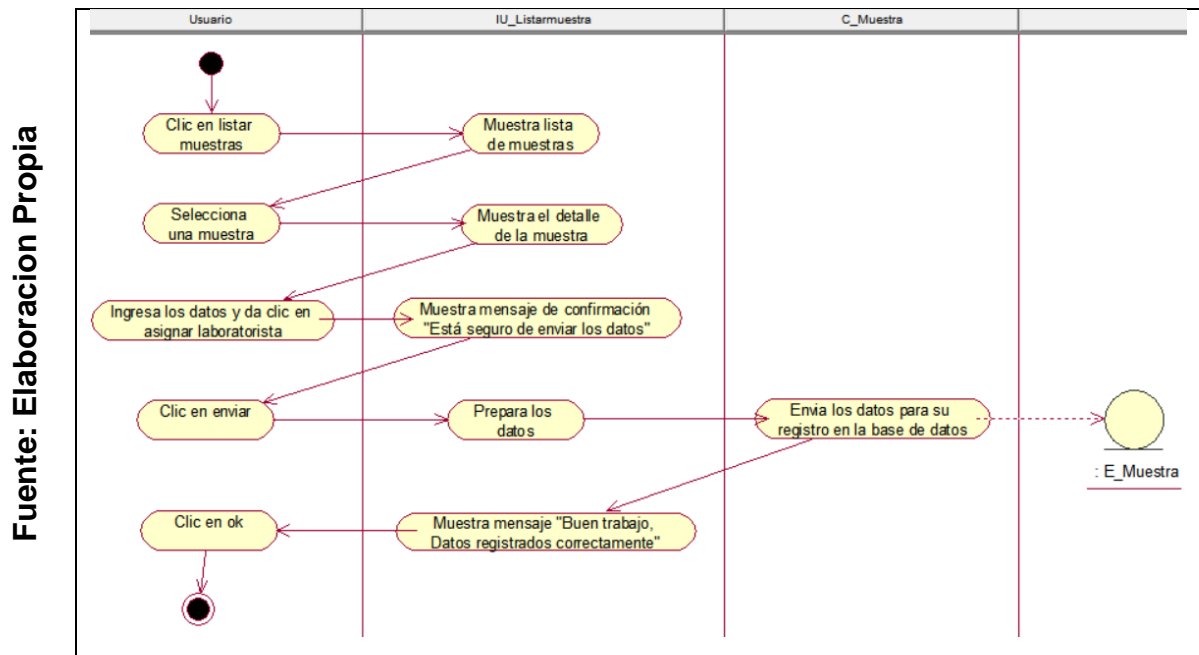 Fuente: Elaboracion Propia
Usuario
IU_Listarmuestra
C_Muestra
Clic en listar
muestras
Muestra lista
de muestras
Selecciona
una muestra
Muestra el detalle
de la muestra
Ingresa los datos y da clic en
asignar laboratorista
Muestra mensaje de confirmación
"Está seguro de enviar los datos"
Clic en enviar
Prepara los
datos
Envia los datos para su
registro en la base de datos
: E_Muestra
Clic en ok
Muestra mensaje "Buen trabajo,
Datos registrados correctamente"